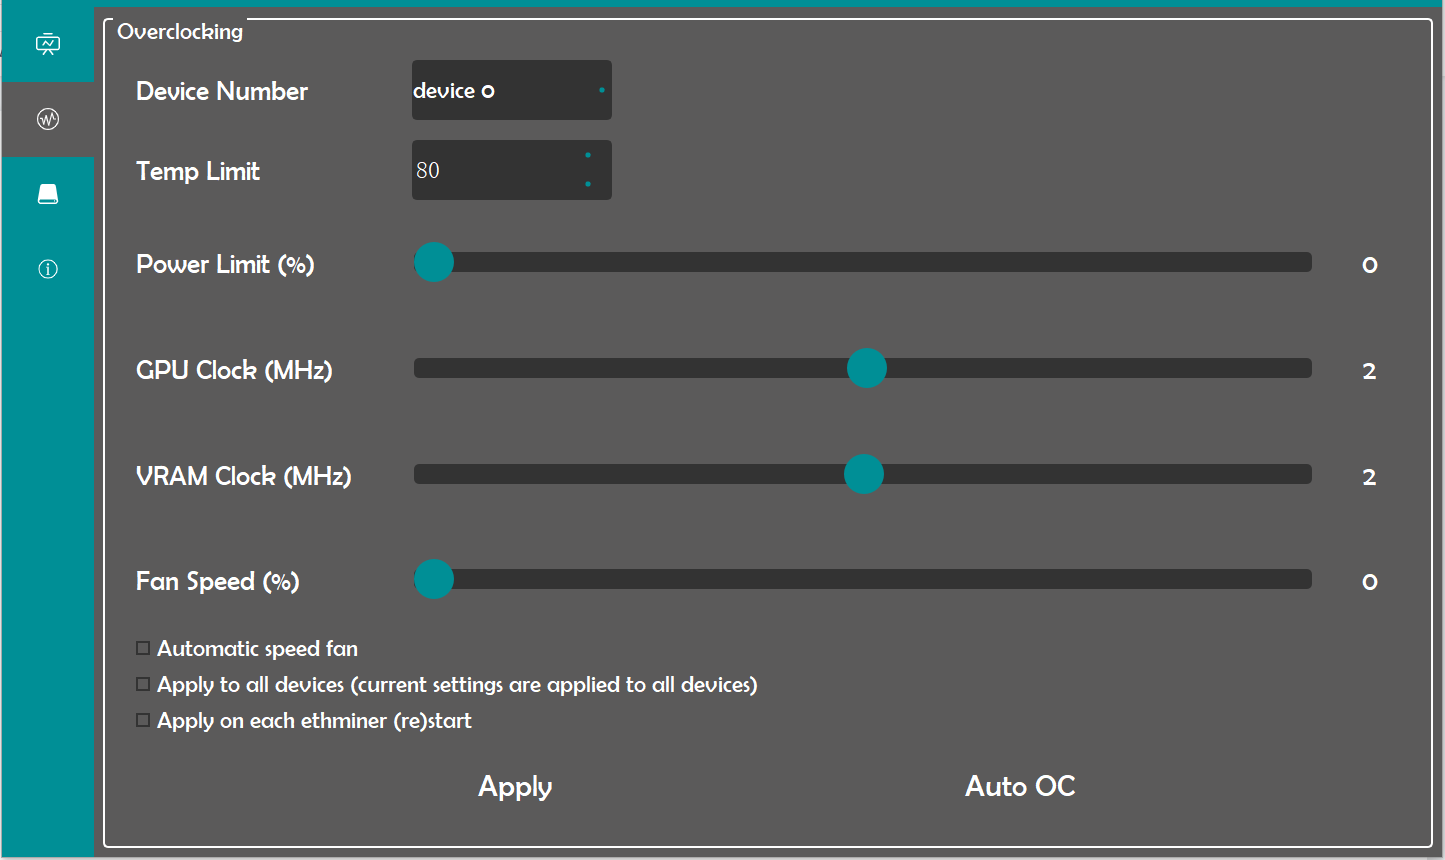 Overclocking
Device Number device 0
Temp Limit 80
Power Limit (%) 0
GPU Clock (MHz) 2
VRAM Clock (MHz) 2
Fan Speed (%) 0
Automatic speed fan
Apply to all devices (current settings are applied to all devices)
Apply on each ethminer (re)start
Apply Auto OC